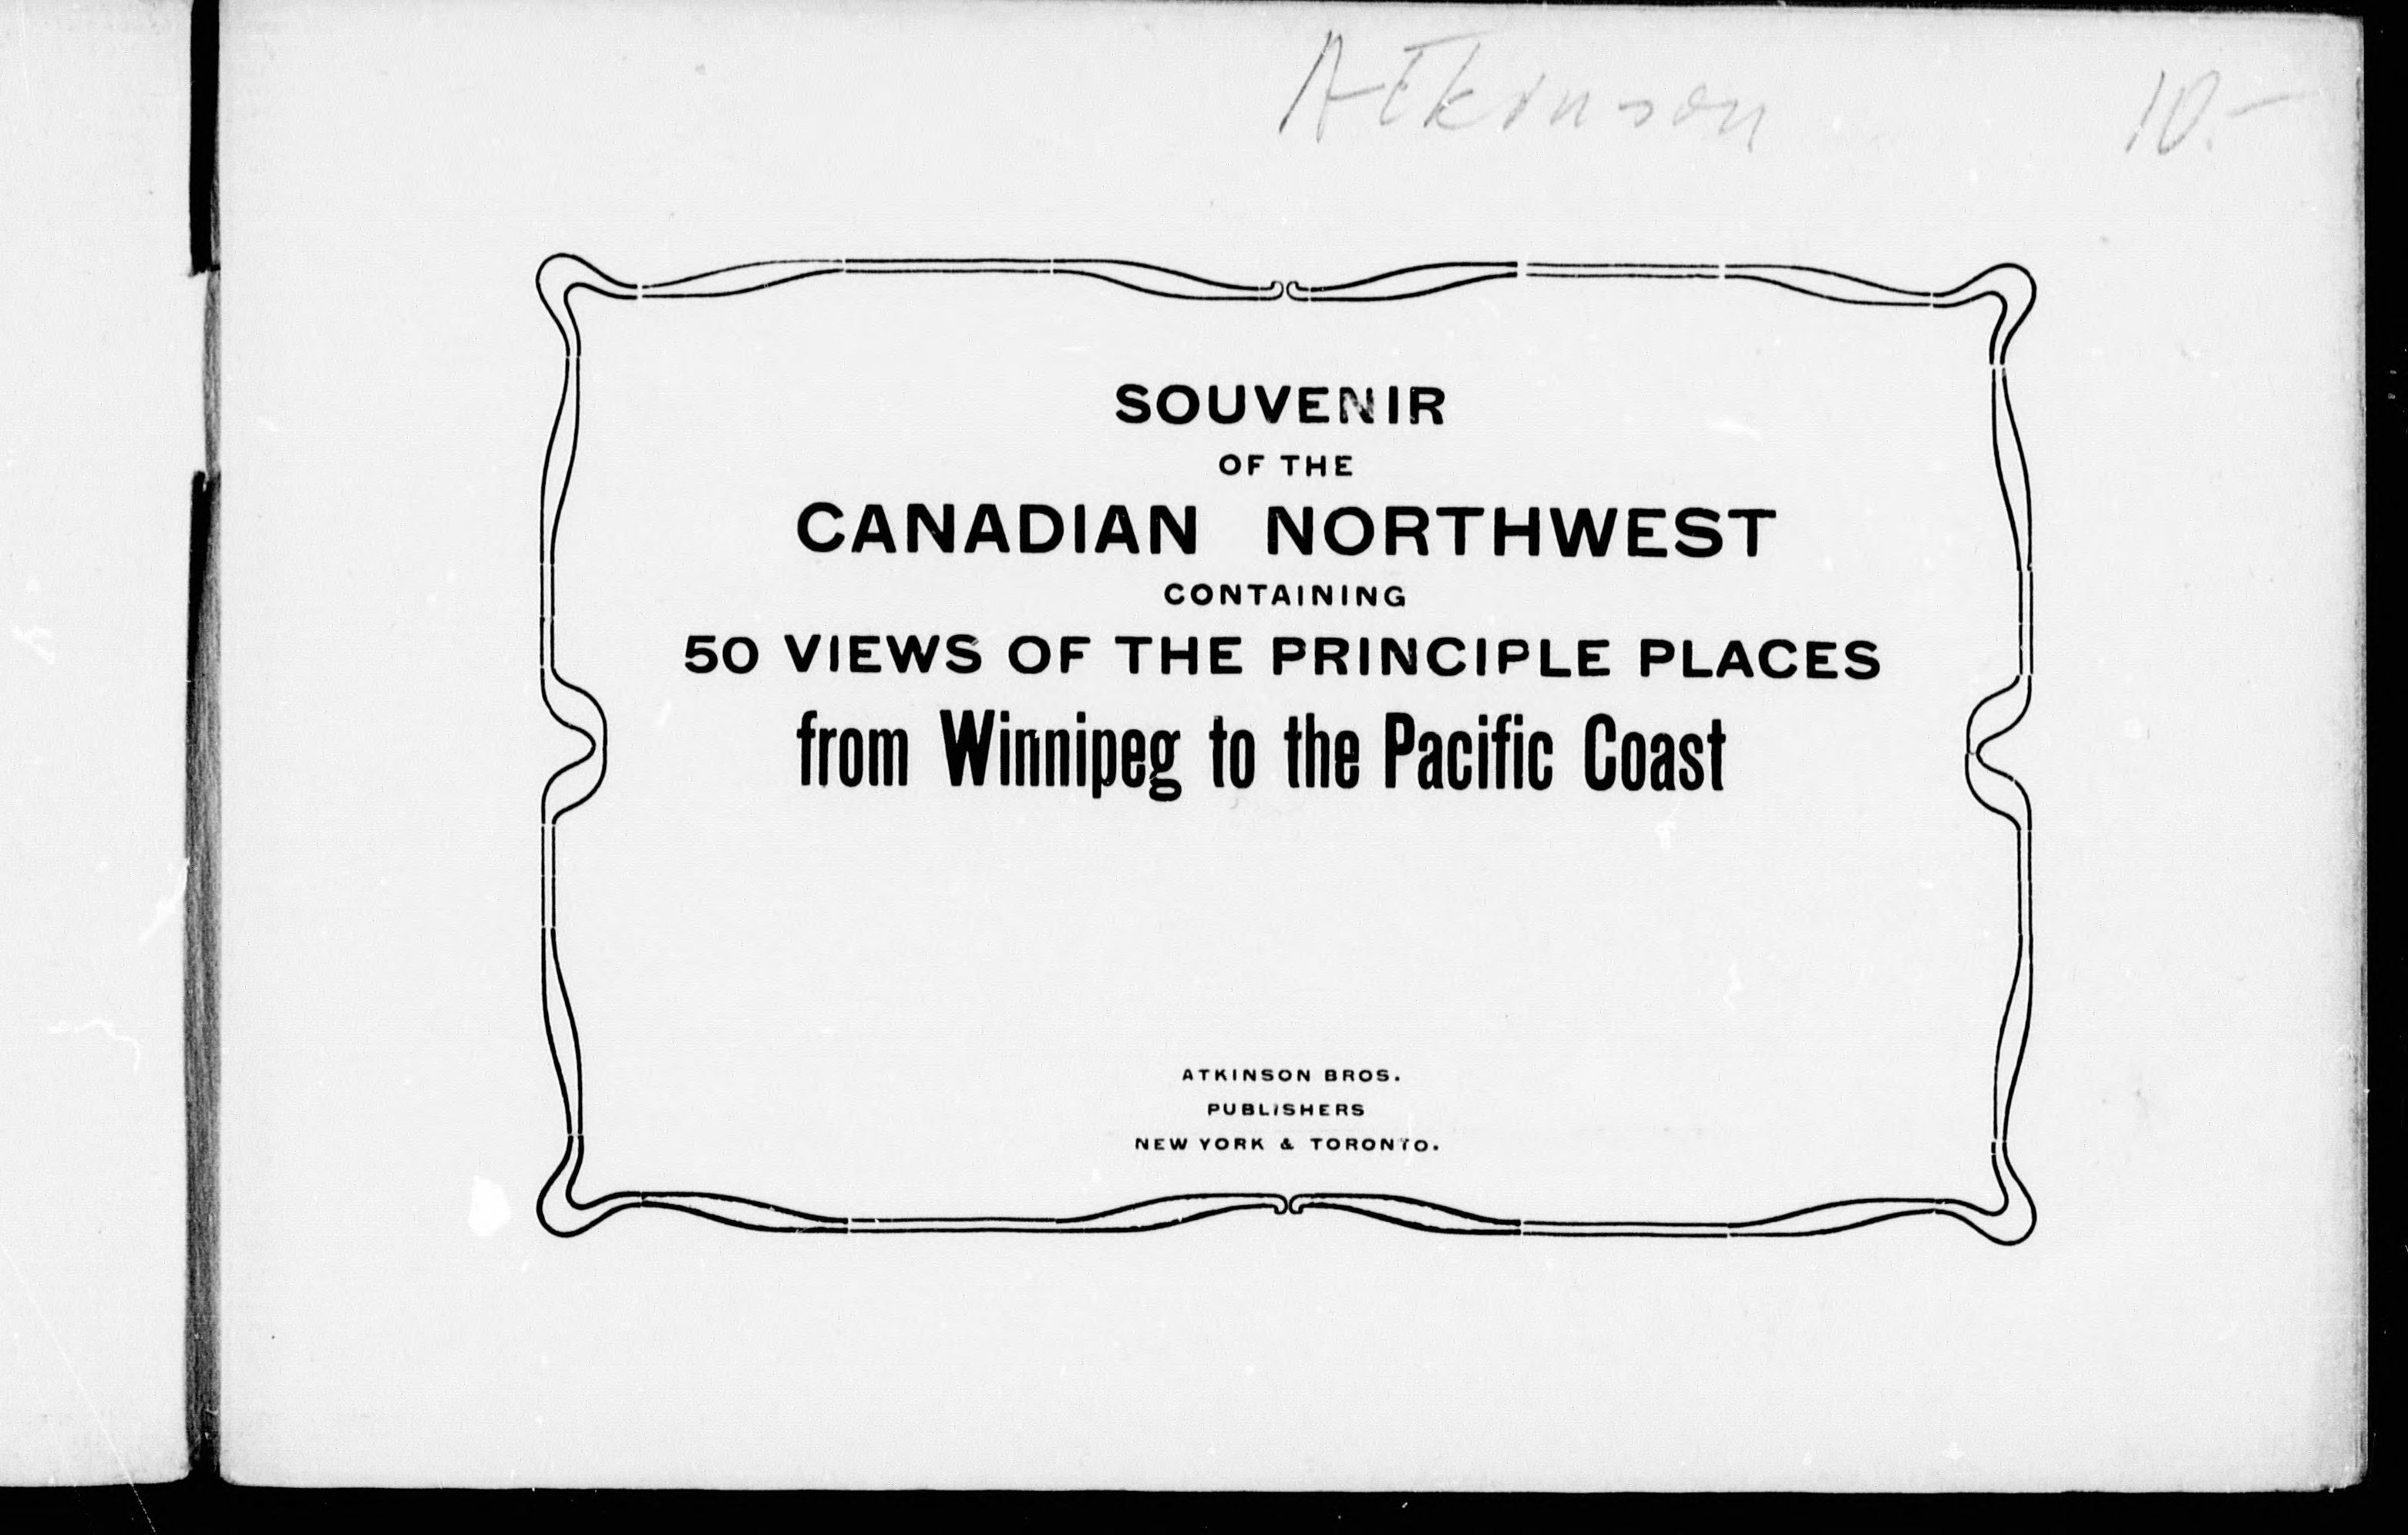 Atkinson 10.-
SOUVENIR
OF THE
CANADIAN NORTHWEST
CONTAINING
50 VIEWS OF THE PRINCIPLE PLACES
from Winnipeg to the Pacific Coast
ATKINSON BROS.
PUBLISHERS
NEW YORK & TORONTO.